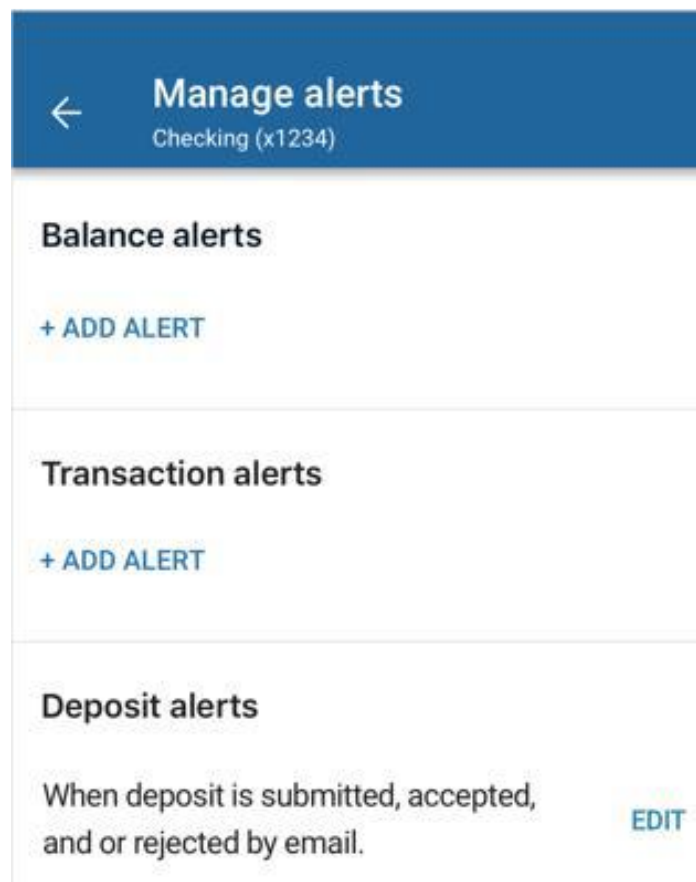 Manage alerts
Checking (x1234)
Balance alerts
+ ADD ALERT
Transaction alerts
+ ADD ALERT
Deposit alerts
When deposit is submitted, accepted,
and or rejected by email.
EDIT